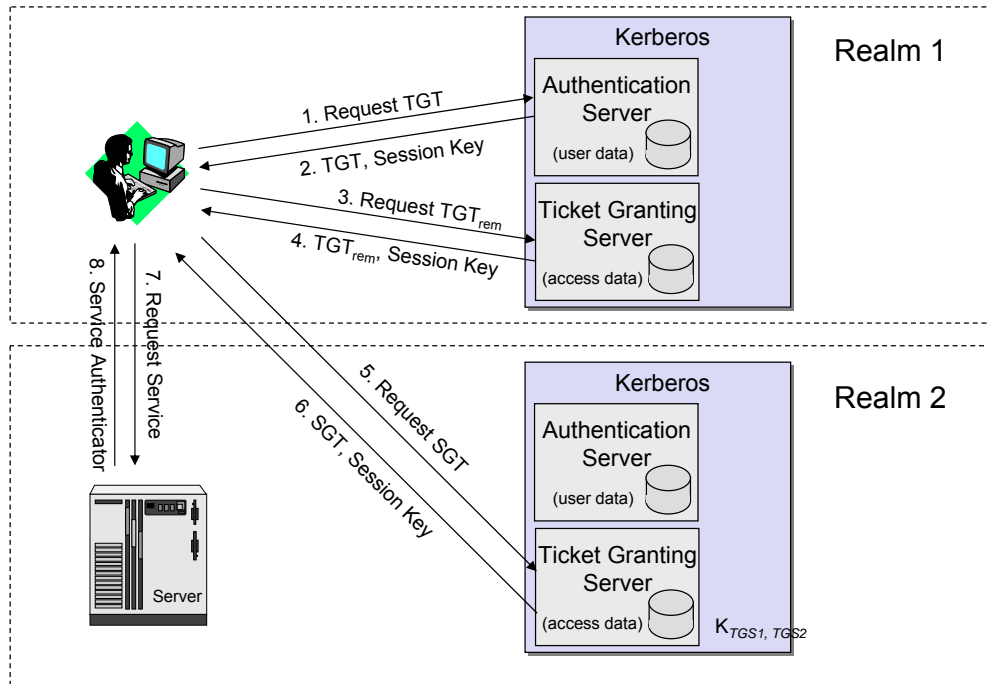 Kerberos
Realm 1
Authentication
Server
(user data)
1. Request TGT
2. TGT, Session Key
3. Request TGTrem
4. TGTrem, Session Key
Ticket Granting
Server
(access data)
8. Service Authenticator
7. Request Service
5. Request SGT
6. SGT, Session Key
Kerberos
Realm 2
Authentication
Server
(user data)
Ticket Granting
Server
(access data)
KTGS1, TGS2
Server